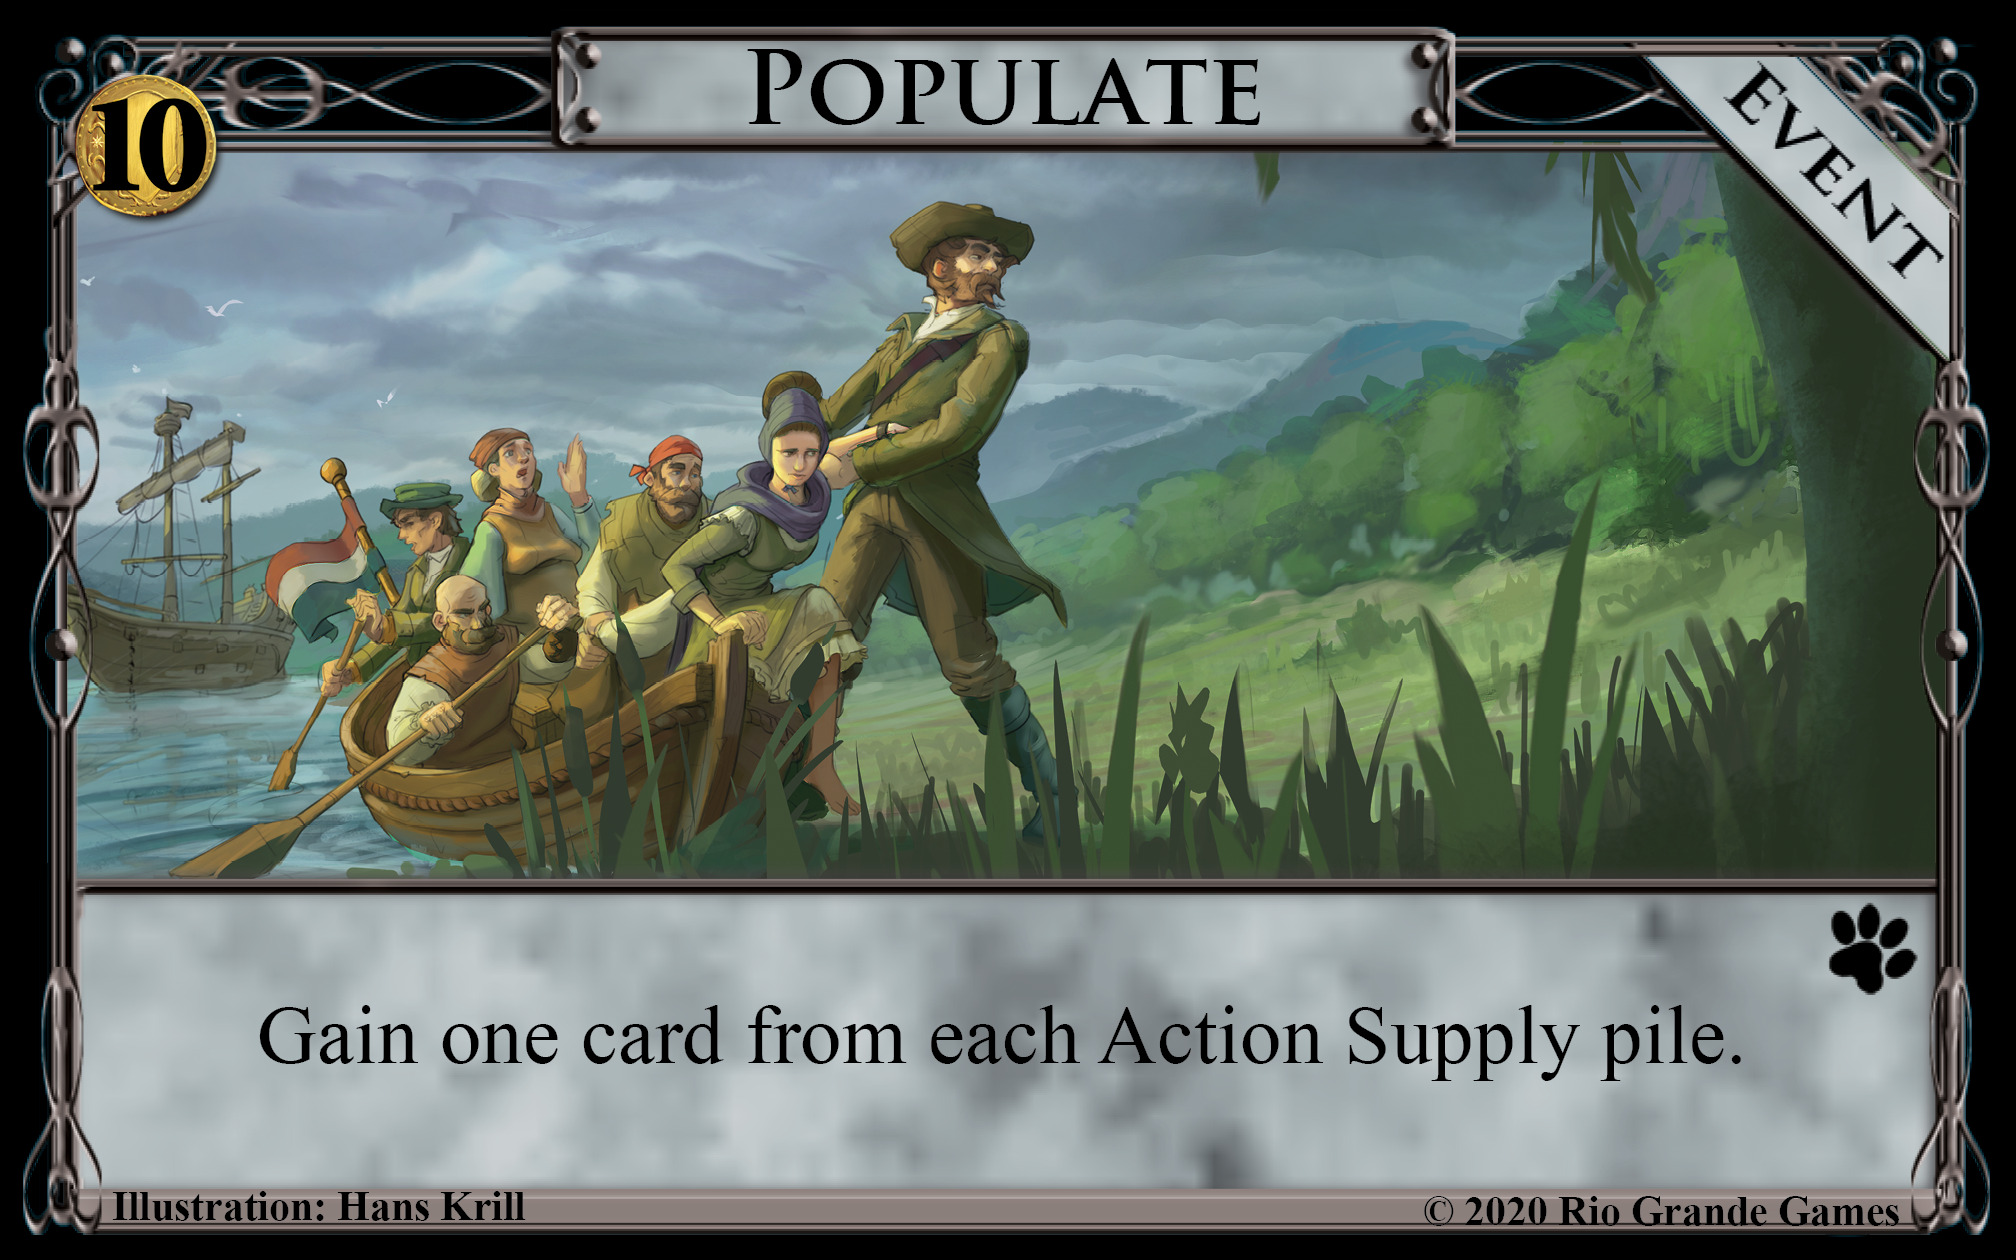 10
POPULATE
EVENT
Gain one card from each Action Supply pile.
Illustration: Hans Krill
© 2020 Rio Grande Games